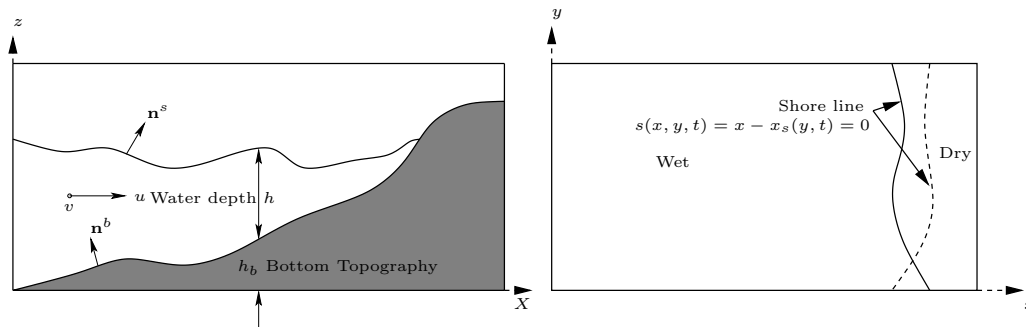 z
n^s
u Water depth h
v
n^b
h_b Bottom Topography
X
y
Shore line
s(x, y, t) = x − x_s(y, t) = 0
Dry
Wet